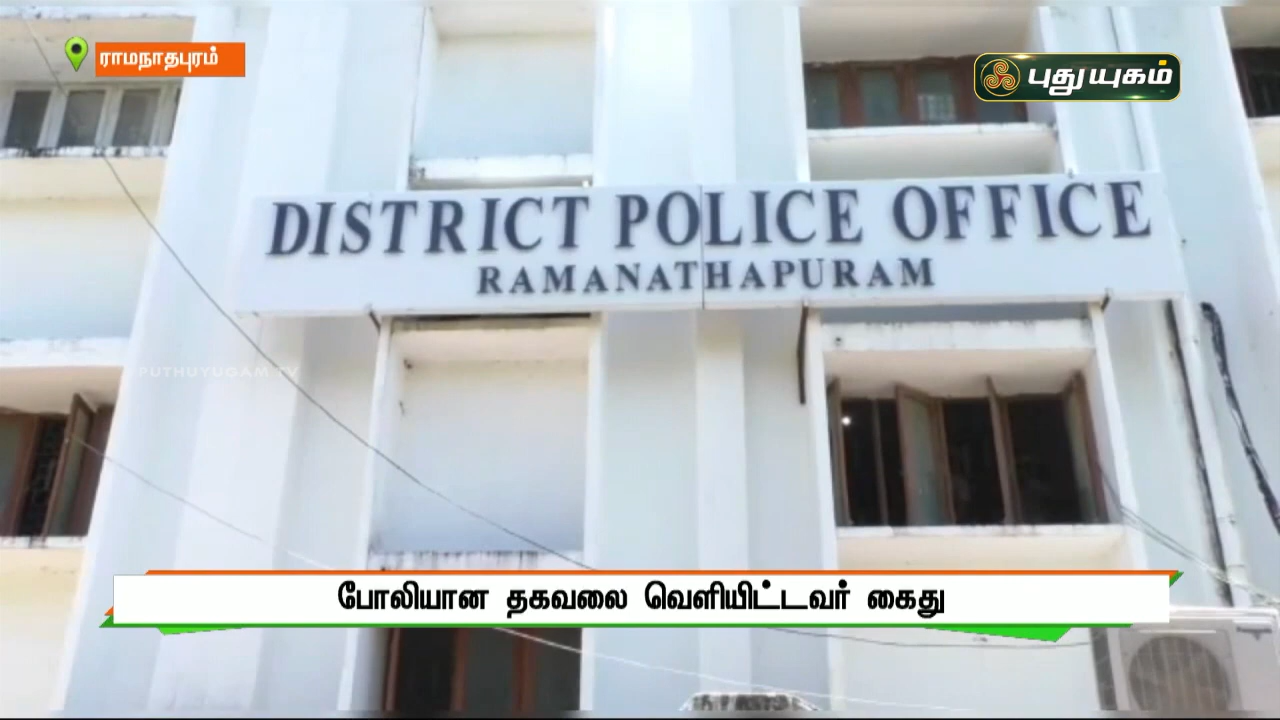 ராமநாதபுரம்
புதுயுகம்
DISTRICT POLICE OFFICE
RAMANATHAPURAM
PUTHUYUGAM TV
போலியான தகவலை வெளியிட்டவர் கைது